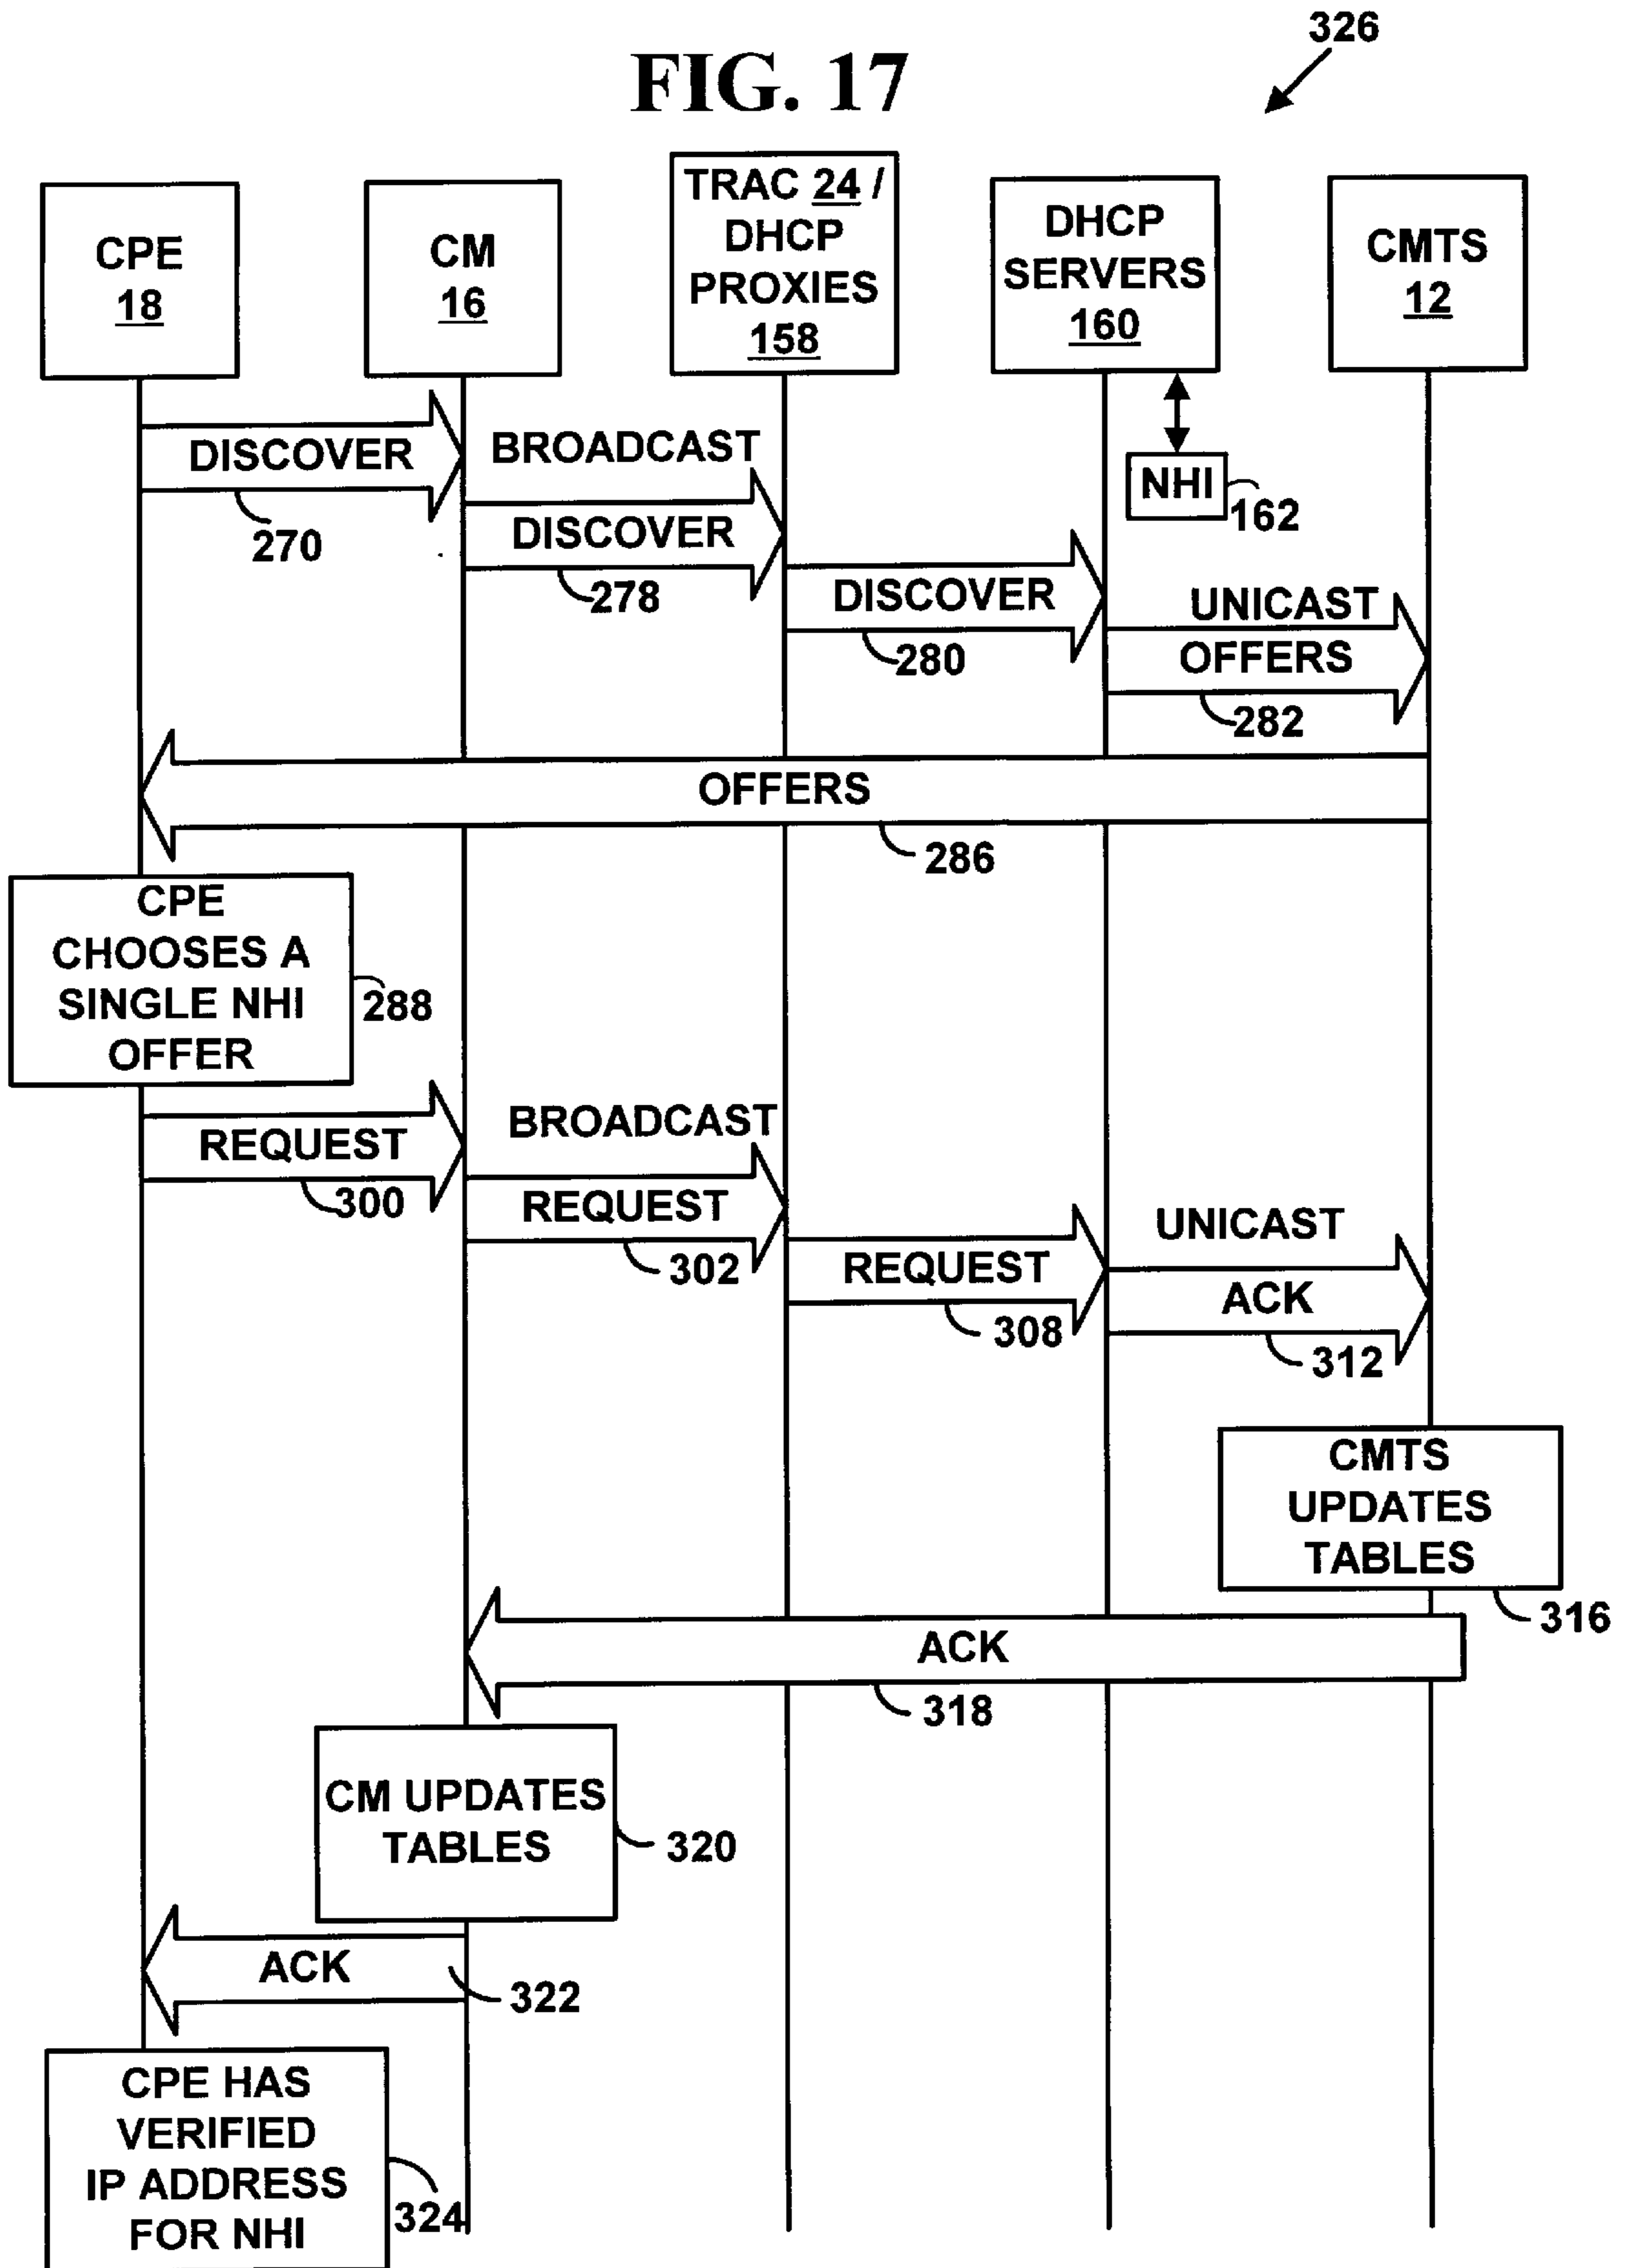 326
FIG. 17
CPE
18
CM
16
TRAC 24 /
DHCP
PROXIES
158
DHCP
SERVERS
160
CMTS
12
DISCOVER
270
BROADCAST
DISCOVER
278
NHI
162
DISCOVER
280
UNICAST
OFFERS
282
OFFERS
286
CPE
CHOOSES A
SINGLE NHI
OFFER
288
REQUEST
300
BROADCAST
REQUEST
302
REQUEST
308
UNICAST
ACK
312
CMTS
UPDATES
TABLES
316
ACK
318
CM UPDATES
TABLES
320
ACK
322
CPE HAS
VERIFIED
IP ADDRESS
FOR NHI
324